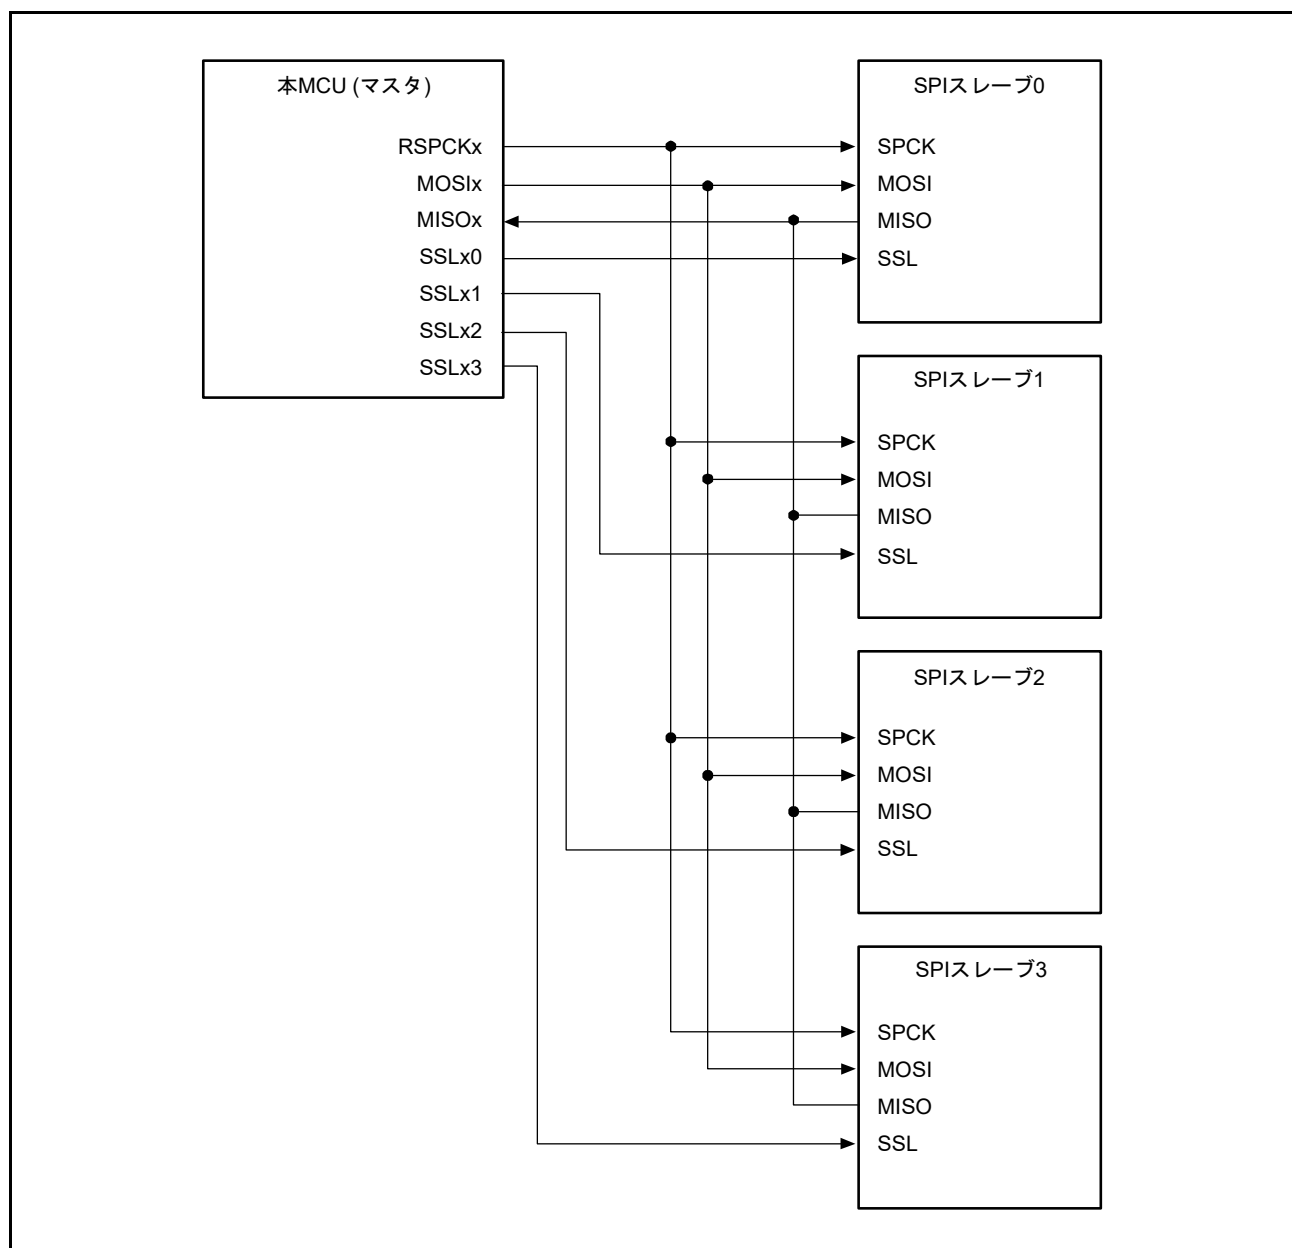 本MCU (マスタ)
RSPCKx
MOSIx
MISOx
SSLx0
SSLx1
SSLx2
SSLx3
SPIスレーブ0
SPCK
MOSI
MISO
SSL
SPIスレーブ1
SPCK
MOSI
MISO
SSL
SPIスレーブ2
SPCK
MOSI
MISO
SSL
SPIスレーブ3
SPCK
MOSI
MISO
SSL